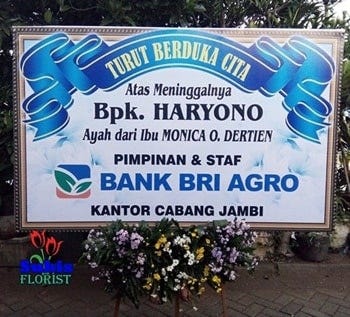 TURUT BERDUKA CITA
Atas Meninggalnya
Bpk. HARYONO
Ayah dari Ibu MONICA O. DERTIEN
PIMPINAN & STAF
BANK BRI AGRO
KANTOR CABANG JAMBI
FLORIST